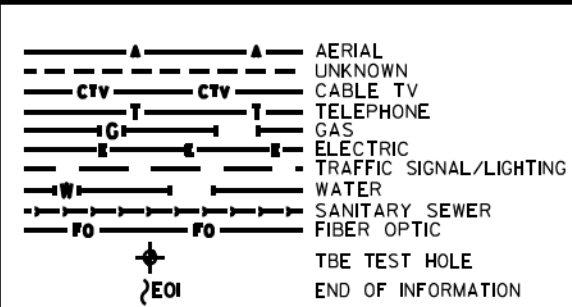 A A AERIAL
UNKNOWN
CTV CTV CABLE TV
T T TELEPHONE
G GAS
E E E ELECTRIC
TRAFFIC SIGNAL/LIGHTING
W WATER
SANITARY SEWER
FO FO FIBER OPTIC
TBE TEST HOLE
EOI END OF INFORMATION